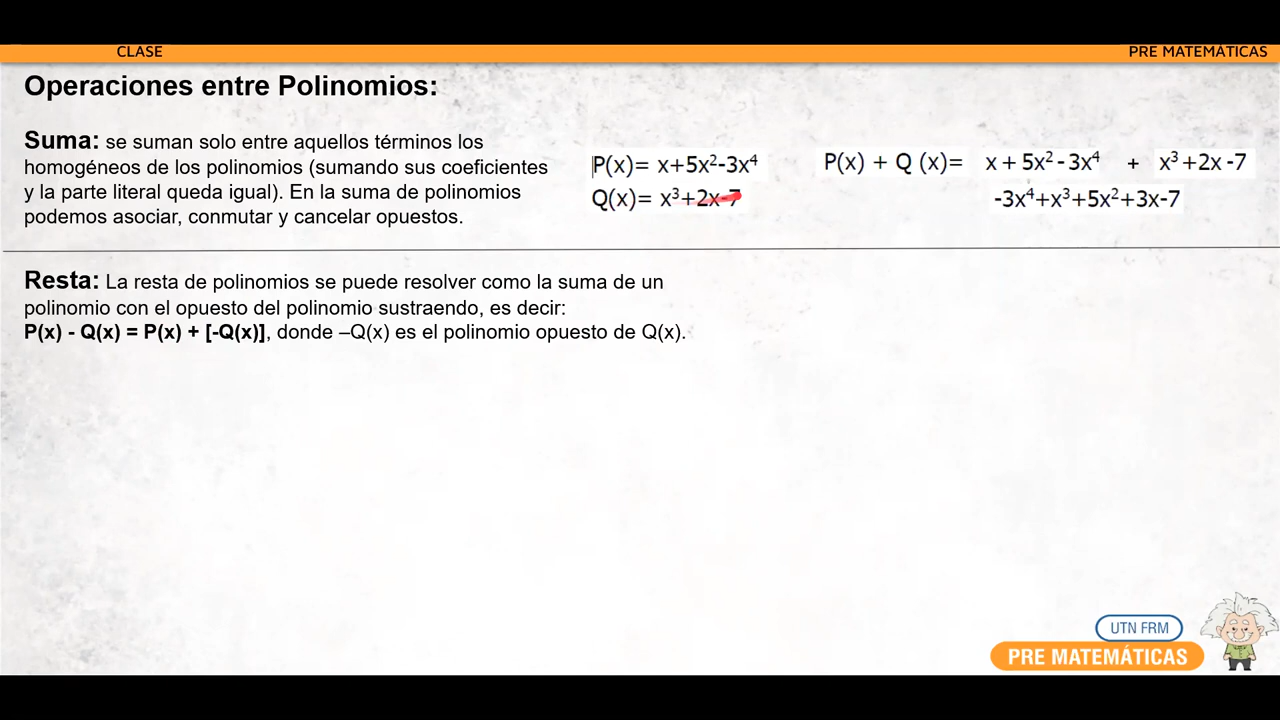 CLASE
PRE MATEMÁTICAS
Operaciones entre Polinomios:
Suma: se suman solo entre aquellos términos los
homogéneos de los polinomios (sumando sus coeficientes
y la parte literal queda igual). En la suma de polinomios
podemos asociar, conmutar y cancelar opuestos.
P(x)= x+5x²-3x⁴
Q(x)= x³+2x-7
P(x) + Q (x)= x + 5x² - 3x⁴ + x³ +2x -7
-3x⁴+x³+5x²+3x-7
Resta: La resta de polinomios se puede resolver como la suma de un
polinomio con el opuesto del polinomio sustraendo, es decir:
P(x) - Q(x) = P(x) + [-Q(x)], donde –Q(x) es el polinomio opuesto de Q(x).
UTN FRM
PRE MATEMÁTICAS